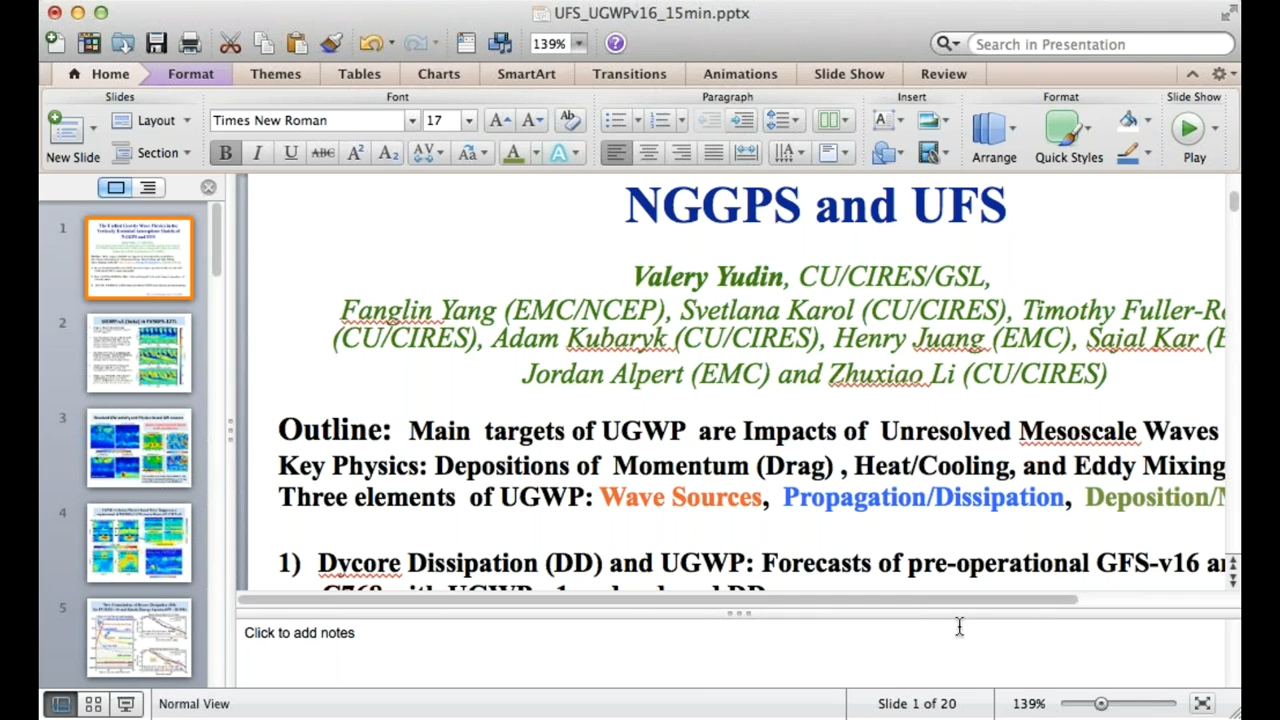 UFS_UGWPv16_15min.pptx
139%
Search in Presentation
Home Format Themes Tables Charts SmartArt Transitions Animations Slide Show Review
Slides Font Paragraph Insert Format Slide Show
Layout
Times New Roman 17
New Slide Section
Arrange Quick Styles Play
1
2
3
4
5
NGGPS and UFS
Valery Yudin, CU/CIRES/GSL,
Fanglin Yang (EMC/NCEP), Svetlana Karol (CU/CIRES), Timothy Fuller-R
(CU/CIRES), Adam Kubaryk (CU/CIRES), Henry Juang (EMC), Sajal Kar (E
Jordan Alpert (EMC) and Zhuxiao Li (CU/CIRES)
Outline: Main targets of UGWP are Impacts of Unresolved Mesoscale Waves
Key Physics: Depositions of Momentum (Drag) , Heat/Cooling, and Eddy Mixing
Three elements of UGWP: Wave Sources, Propagation/Dissipation, Deposition/
1) Dycore Dissipation (DD) and UGWP: Forecasts of pre-operational GFS-v16
Click to add notes
Normal View Slide 1 of 20 139%